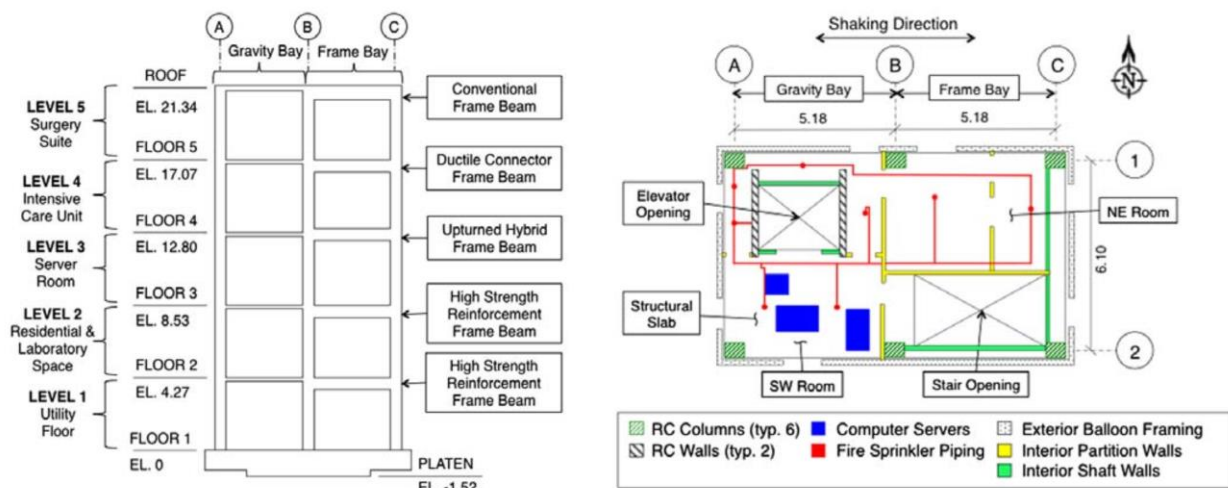 A
B
C
Gravity Bay
Frame Bay
ROOF
LEVEL 5
Surgery
Suite
EL. 21.34
FLOOR 5
EL. 17.07
LEVEL 4
Intensive
Care Unit
FLOOR 4
EL. 12.80
LEVEL 3
Server
Room
FLOOR 3
EL. 8.53
LEVEL 2
Residential &
Laboratory
Space
FLOOR 2
EL. 4.27
LEVEL 1
Utility
Floor
FLOOR 1
EL. 0
Conventional
Frame Beam
Ductile Connector
Frame Beam
Upturned Hybrid
Frame Beam
High Strength
Reinforcement
Frame Beam
High Strength
Reinforcement
Frame Beam
PLATEN
EL. -1.52
Shaking Direction
A
B
C
N
Gravity Bay
Frame Bay
5.18
5.18
1
Elevator
Opening
NE Room
6.10
Structural
Slab
2
SW Room
Stair Opening
RC Columns (typ. 6)
RC Walls (typ. 2)
Computer Servers
Fire Sprinkler Piping
Exterior Balloon Framing
Interior Partition Walls
Interior Shaft Walls